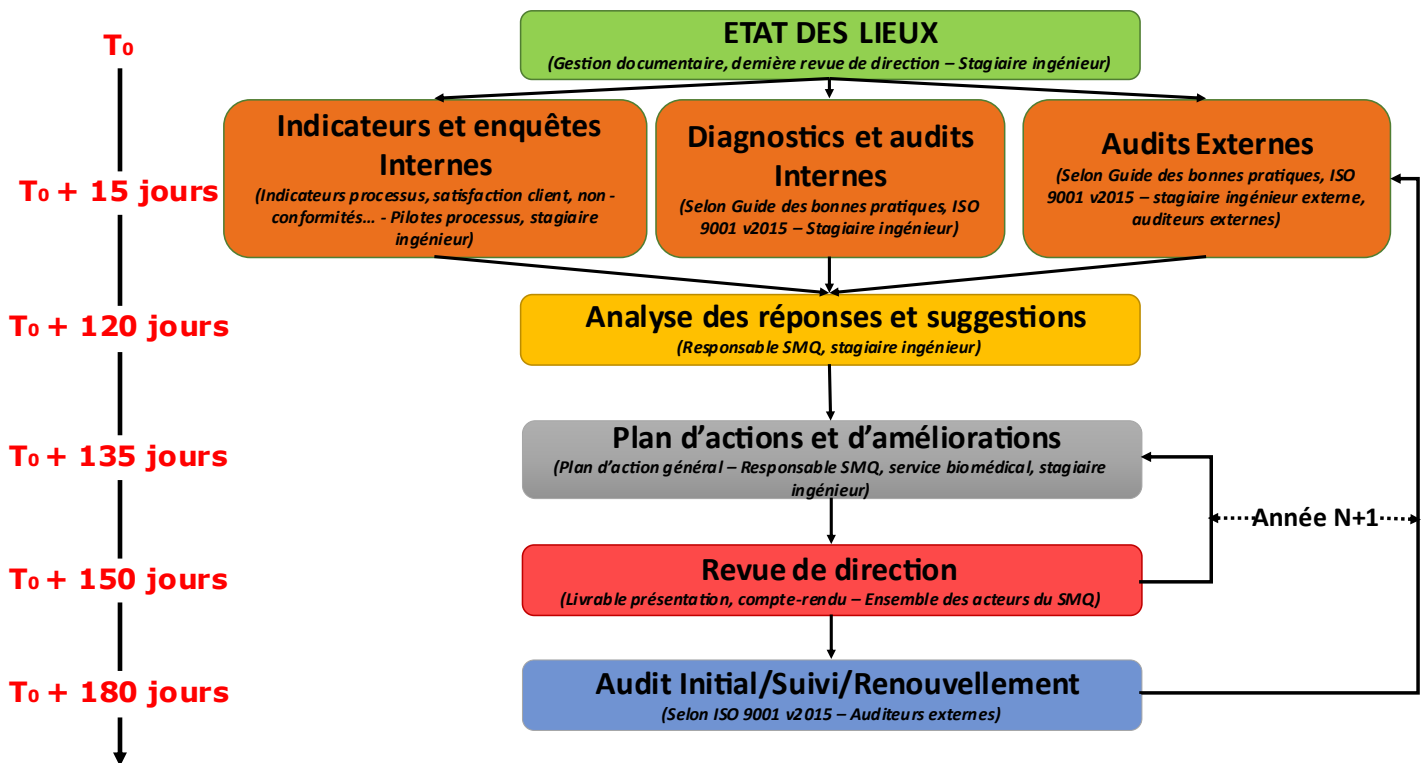 T₀
ETAT DES LIEUX
(Gestion documentaire, dernière revue de direction – Stagiaire ingénieur)
T₀ + 15 jours
Indicateurs et enquêtes
Internes
(Indicateurs processus, satisfaction client, non -
conformités... - Pilotes processus, stagiaire
ingénieur)
Diagnostics et audits
Internes
(Selon Guide des bonnes pratiques, ISO
9001 v2015 – Stagiaire ingénieur)
Audits Externes
(Selon Guide des bonnes pratiques, ISO
9001 v2015 – stagiaire ingénieur externe,
auditeurs externes)
T₀ + 120 jours
Analyse des réponses et suggestions
(Responsable SMQ, stagiaire ingénieur)
T₀ + 135 jours
Plan d’actions et d’améliorations
(Plan d’action général – Responsable SMQ, service biomédical, stagiaire
ingénieur)
Année N+1
T₀ + 150 jours
Revue de direction
(Livrable présentation, compte-rendu – Ensemble des acteurs du SMQ)
T₀ + 180 jours
Audit Initial/Suivi/Renouvellement
(Selon ISO 9001 v2015 – Auditeurs externes)